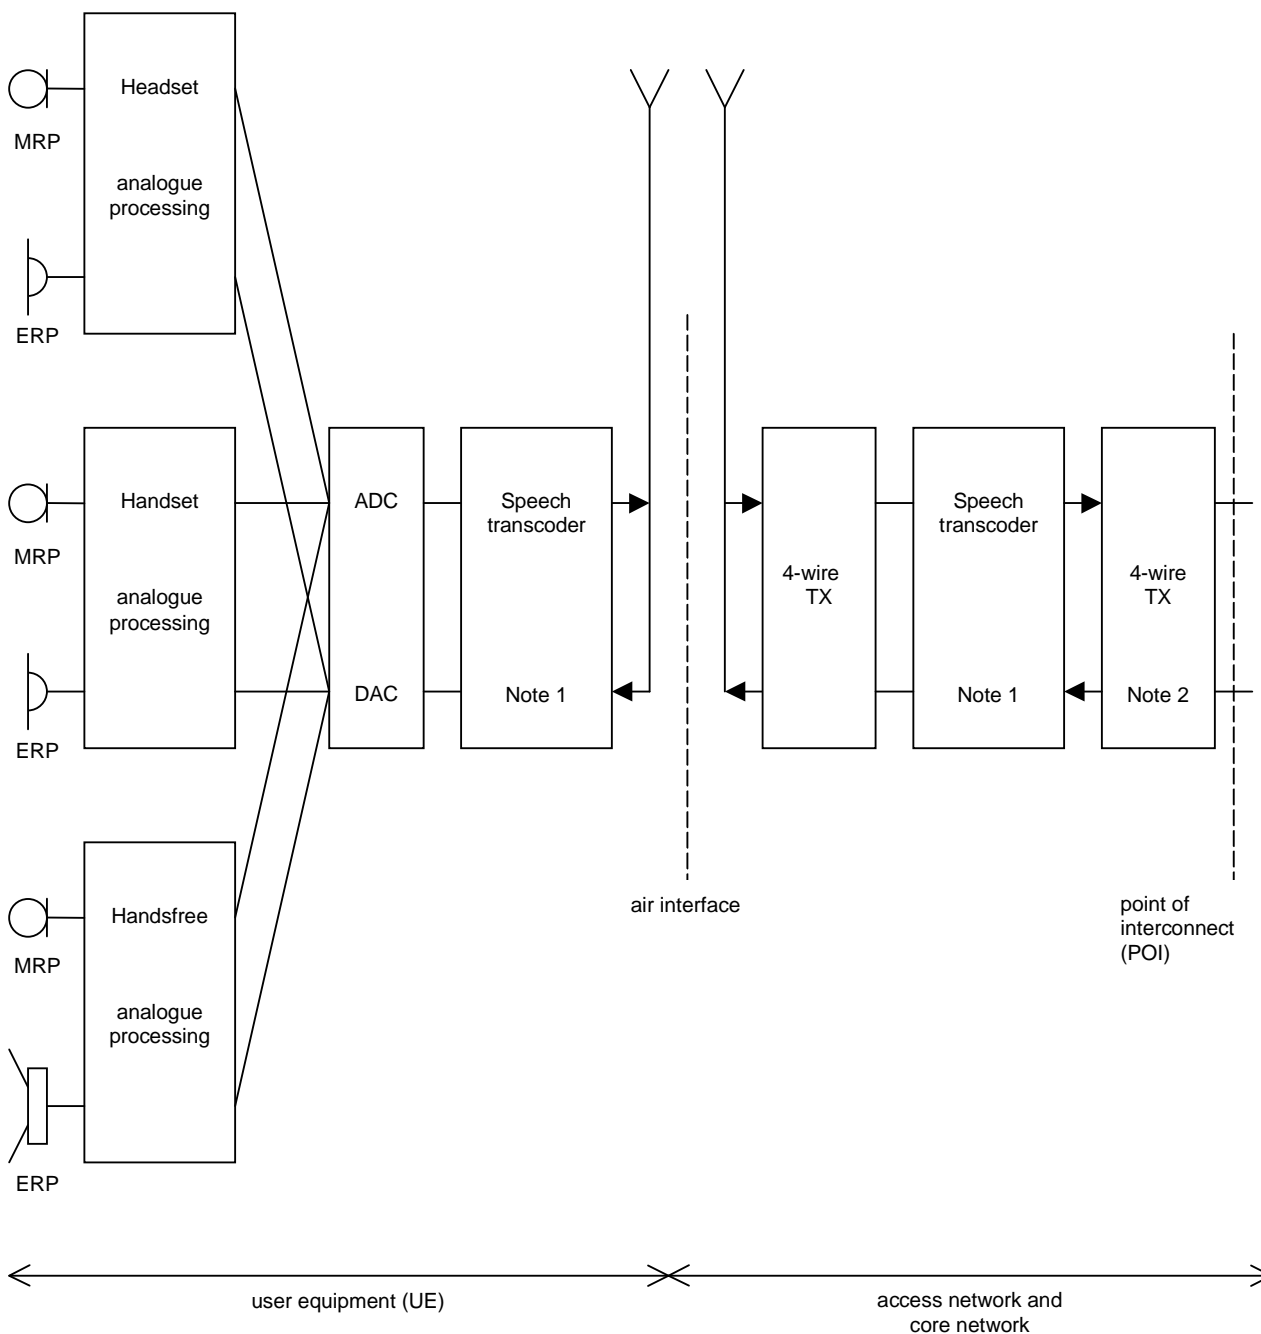 Headset
MRP
analogue
processing
ERP
Handset
MRP
analogue
processing
ERP
ADC
DAC
Speech
transcoder
Note 1
4-wire
TX
Speech
transcoder
Note 1
4-wire
TX
Note 2
Handsfree
MRP
analogue
processing
ERP
air interface
point of
interconnect
(POI)
user equipment (UE)
access network and
core network